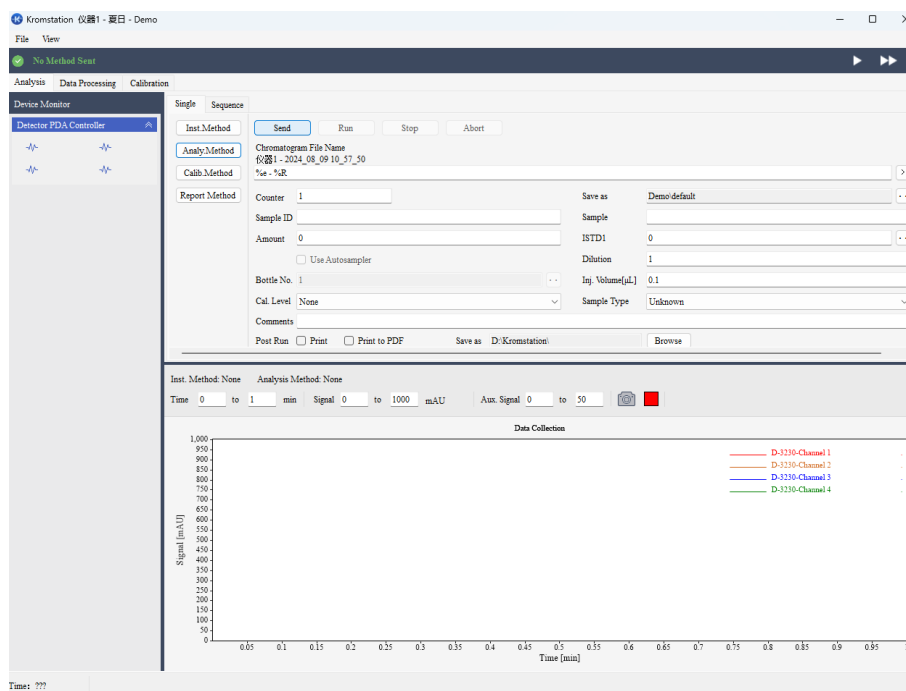 Kromstation 仪器1 - 夏日 - Demo
File View
No Method Sent
Analysis Data Processing Calibration
Device Monitor
Detector PDA Controller
Single Sequence
Inst.Method
Analy.Method
Calib.Method
Report Method
Send Run Stop Abort
Chromatogram File Name
仪器1 - 2024_08_09 10_57_50
%e - %R
Counter 1 Save as Demo\default
Sample ID Sample
Amount 0 ISTD1 0
Use Autosampler Dilution 1
Bottle No. 1 Inj. Volume[µL] 0.1
Cal. Level None Sample Type Unknown
Comments
Post Run Print Print to PDF Save as D:\Kromstation\ Browse
Inst. Method: None Analysis Method: None
Time 0 to 1 min Signal 0 to 1000 mAU Aux. Signal 0 to 50
Data Collection
D-3230-Channel 1
D-3230-Channel 2
D-3230-Channel 3
D-3230-Channel 4
Signal [mAU]
1,000
950
900
850
800
750
700
650
600
550
500
450
400
350
300
250
200
150
100
50
0
0.05 0.1 0.15 0.2 0.25 0.3 0.35 0.4 0.45 0.5 0.55 0.6 0.65 0.7 0.75 0.8 0.85 0.9 0.95
Time [min]
Time: ???